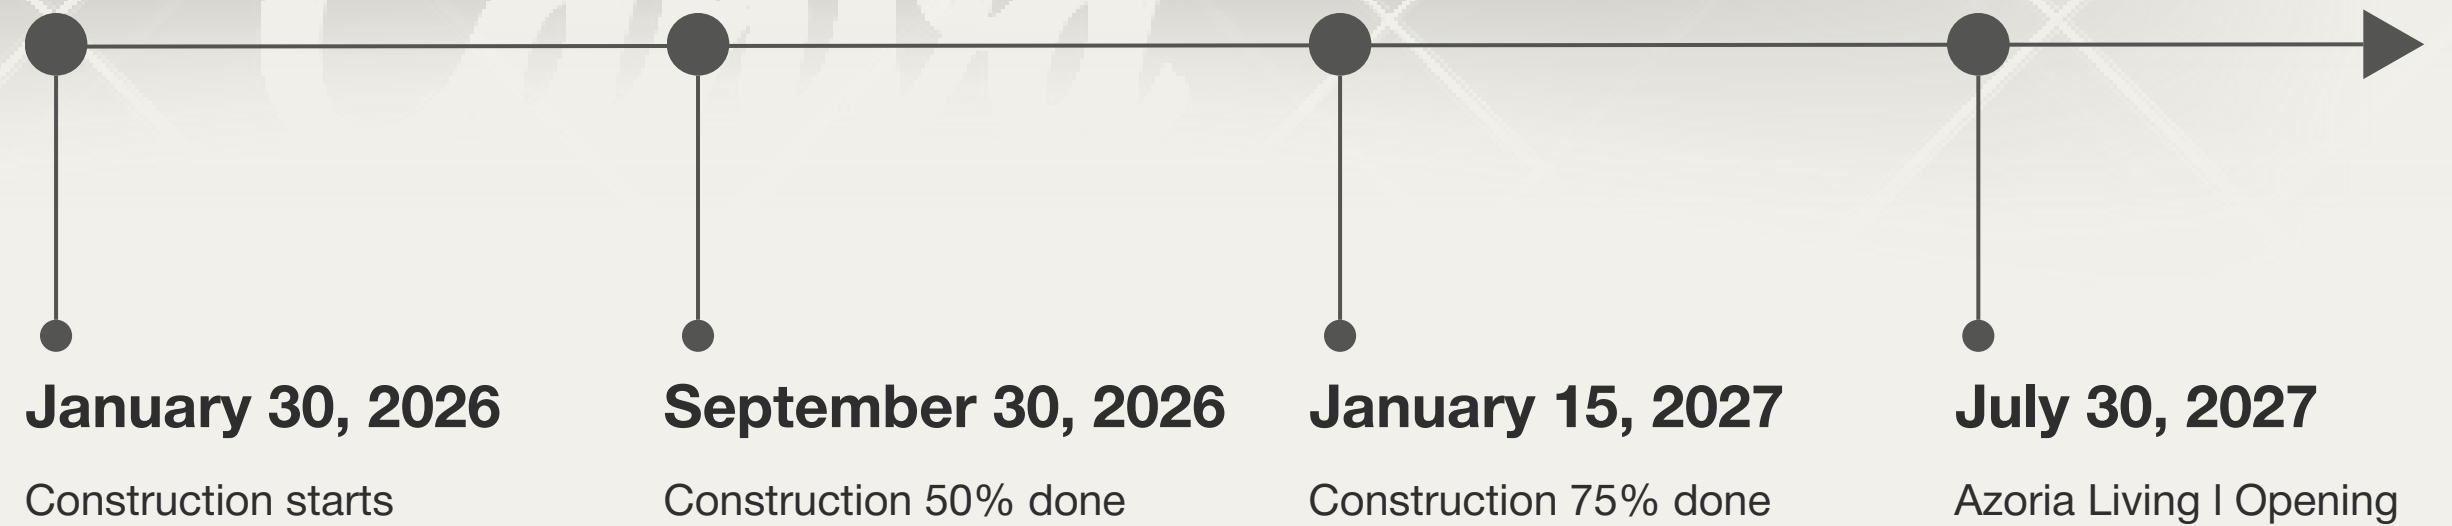 January 30, 2026
September 30, 2026
January 15, 2027
July 30, 2027
Construction starts
Construction 50% done
Construction 75% done
Azoria Living l Opening